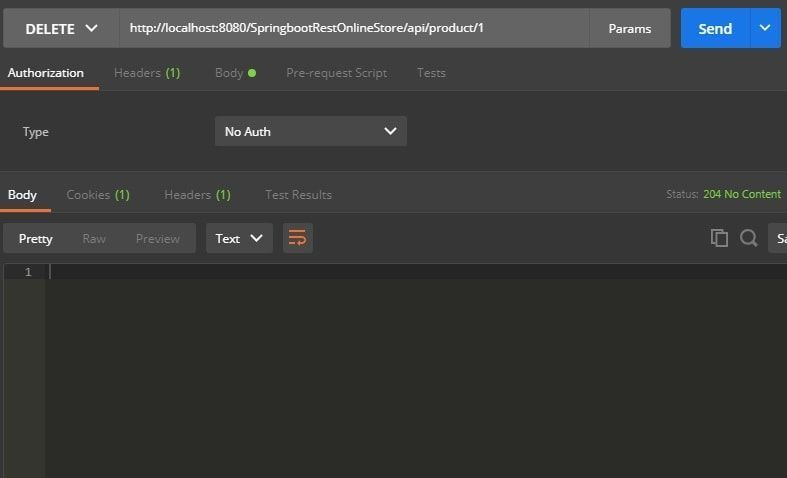 DELETE http://localhost:8080/SpringbootRestOnlineStore/api/product/1 Params Send
Authorization Headers (1) Body Pre-request Script Tests
Type No Auth
Body Cookies (1) Headers (1) Test Results Status: 204 No Content
Pretty Raw Preview Text Sa
1